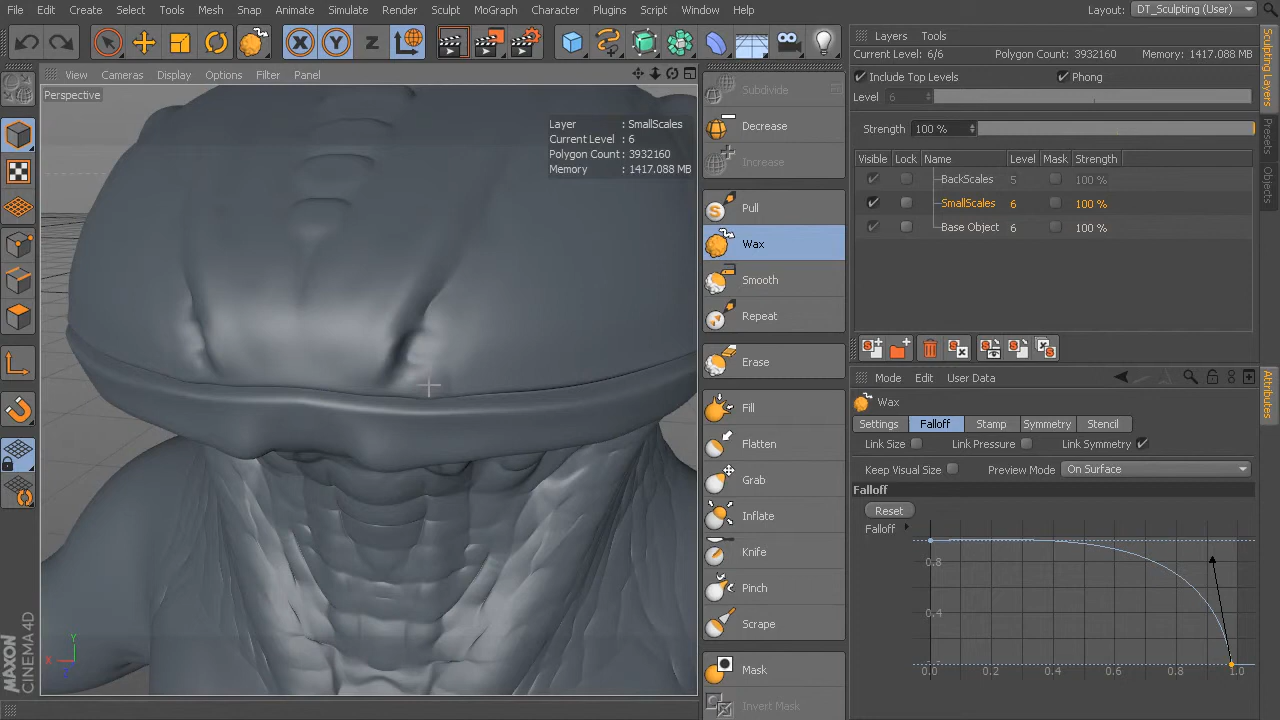 File Edit Create Select Tools Mesh Snap Animate Simulate Render Sculpt MoGraph Character Plugins Script Window Help
Layout: DT_Sculpting (User)
View Cameras Display Options Filter Panel
Perspective
Layer : SmallScales
Current Level : 6
Polygon Count : 3932160
Memory : 1417.088 MB
Subdivide
Decrease
Increase
Pull
Wax
Smooth
Repeat
Erase
Fill
Flatten
Grab
Inflate
Knife
Pinch
Scrape
Mask
Invert Mask
Layers Tools
Current Level: 6/6 Polygon Count: 3932160 Memory: 1417.088 MB
Include Top Levels Phong
Level 6
Strength 100 %
Visible Lock Name Level Mask Strength
BackScales 5 100 %
SmallScales 6 100 %
Base Object 6 100 %
Mode Edit User Data
Wax
Settings Falloff Stamp Symmetry Stencil
Link Size Link Pressure Link Symmetry
Keep Visual Size Preview Mode On Surface
Falloff
Reset
Falloff
0.8
0.4
0.0 0.2 0.4 0.6 0.8 1.0
Sculpting Layers
Presets
Objects
Attributes
X Y Z
Y
X
Z
MAXON
CINEMA 4D